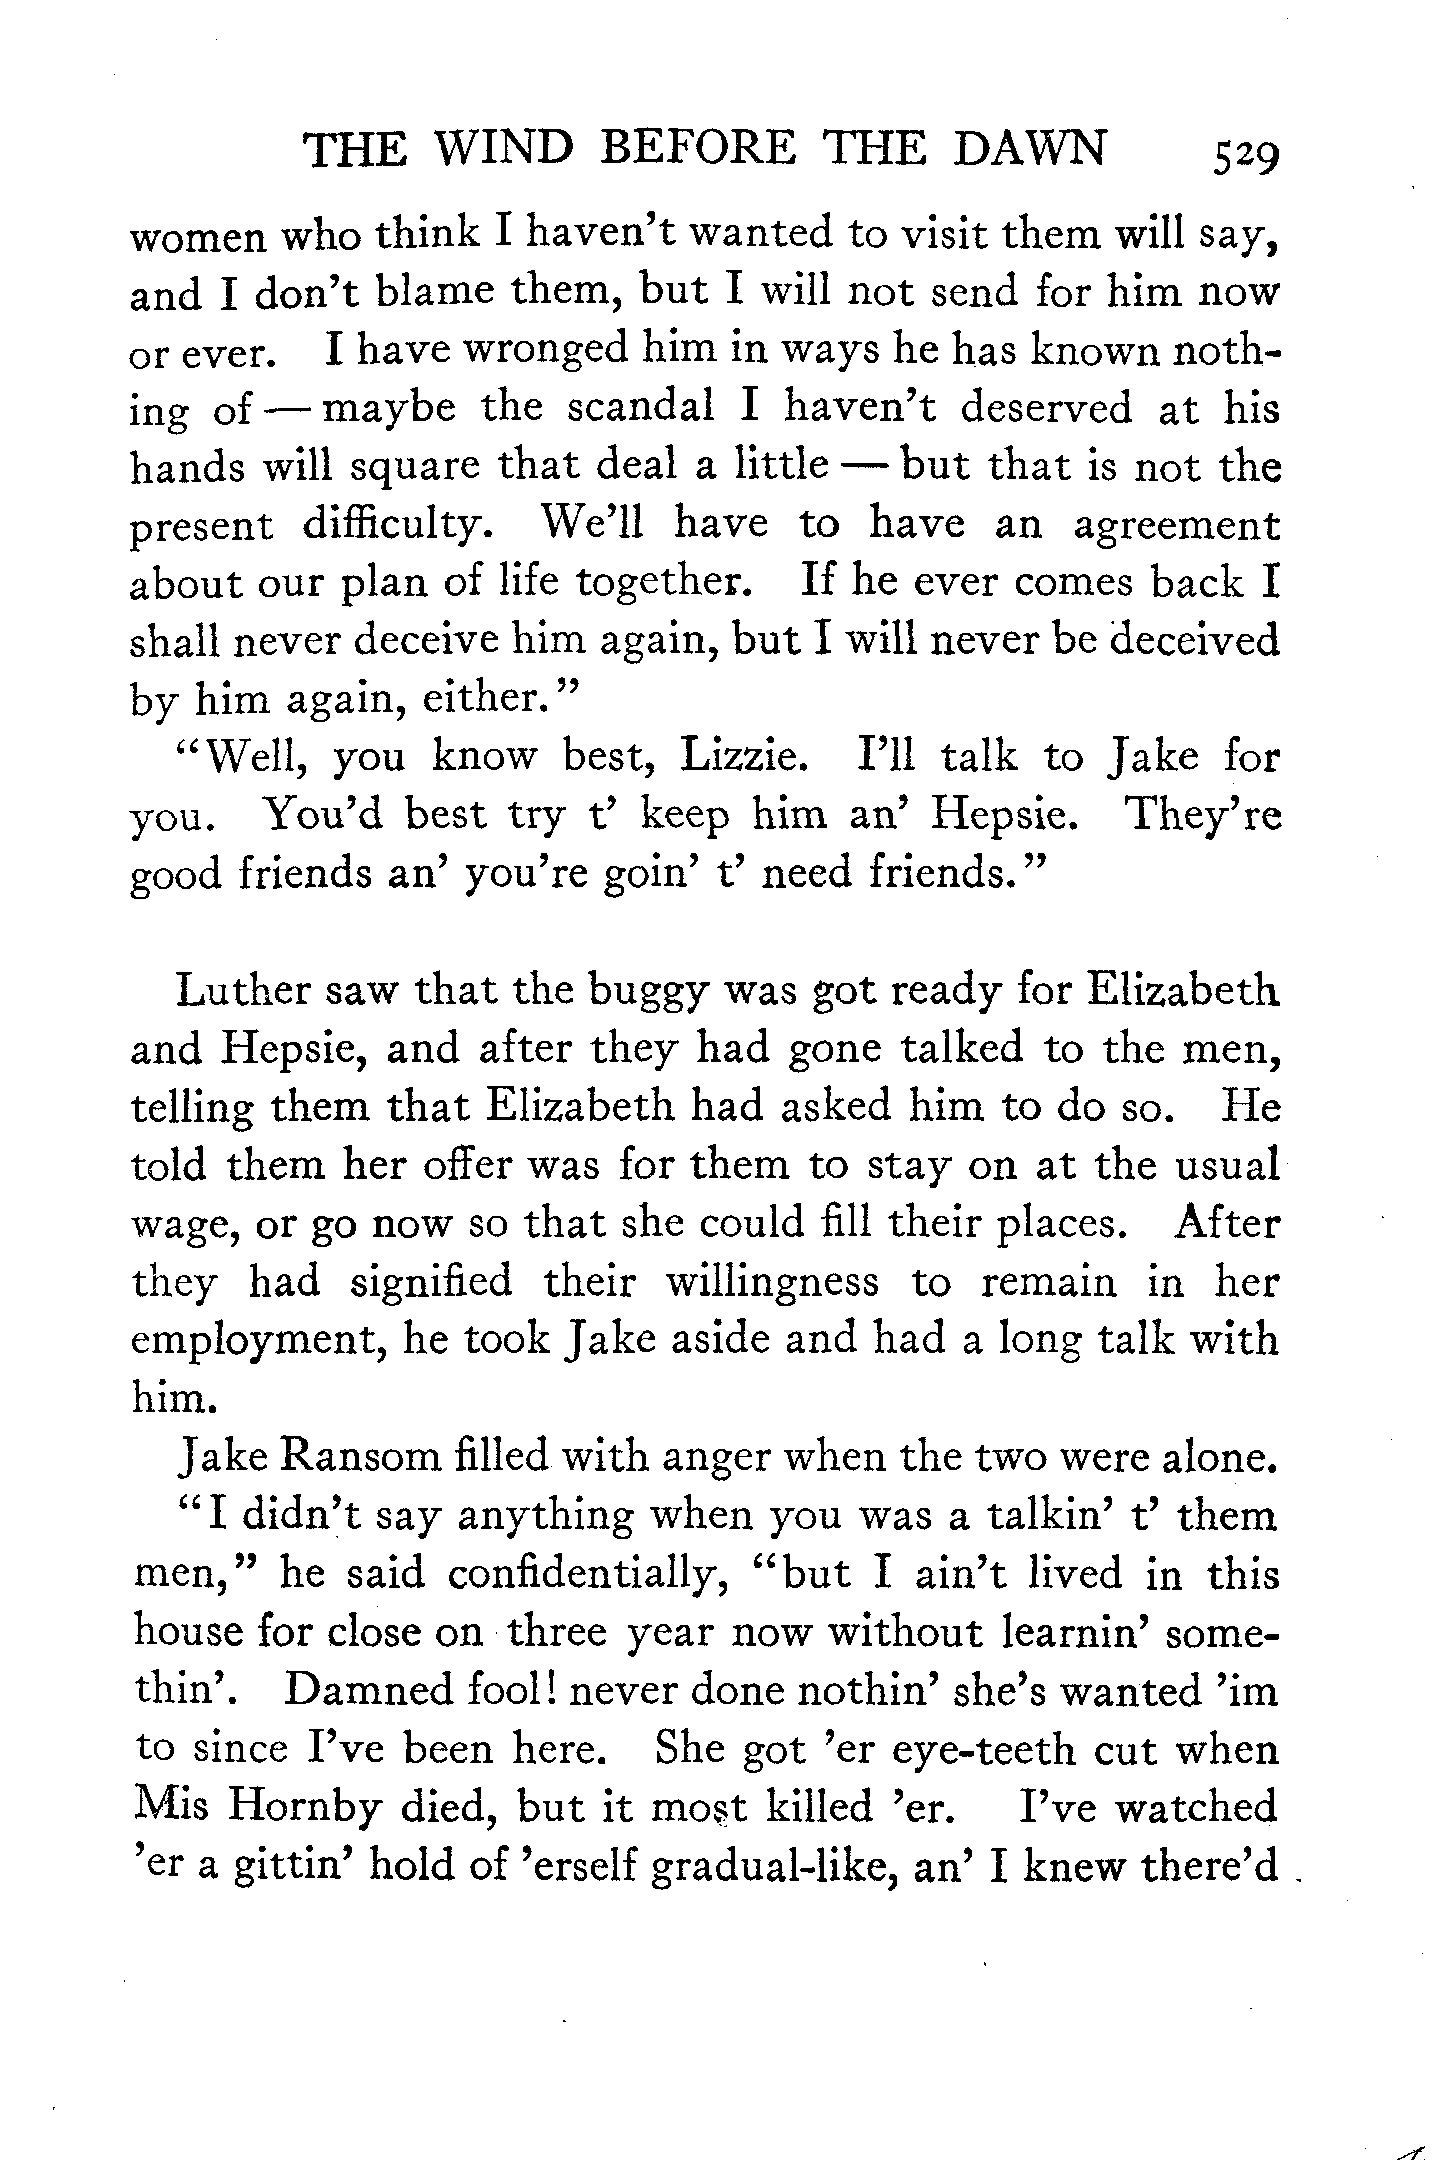 THE WIND BEFORE THE DAWN 529
women who think I haven't wanted to visit them will say,
and I don't blame them, but I will not send for him now
or ever. I have wronged him in ways he has known noth-
ing of — maybe the scandal I haven't deserved at his
hands will square that deal a little — but that is not the
present difficulty. We'll have to have an agreement
about our plan of life together. If he ever comes back I
shall never deceive him again, but I will never be deceived
by him again, either."
"Well, you know best, Lizzie. I'll talk to Jake for
you. You'd best try t' keep him an' Hepsie. They're
good friends an' you're goin' t' need friends."
Luther saw that the buggy was got ready for Elizabeth
and Hepsie, and after they had gone talked to the men,
telling them that Elizabeth had asked him to do so. He
told them her offer was for them to stay on at the usual
wage, or go now so that she could fill their places. After
they had signified their willingness to remain in her
employment, he took Jake aside and had a long talk with
him.
Jake Ransom filled with anger when the two were alone.
"I didn't say anything when you was a talkin' t' them
men," he said confidentially, "but I ain't lived in this
house for close on three year now without learnin' some-
thin'. Damned fool! never done nothin' she's wanted 'im
to since I've been here. She got 'er eye-teeth cut when
Mis Hornby died, but it most killed 'er. I've watched
'er a gittin' hold of 'erself gradual-like, an' I knew there'd